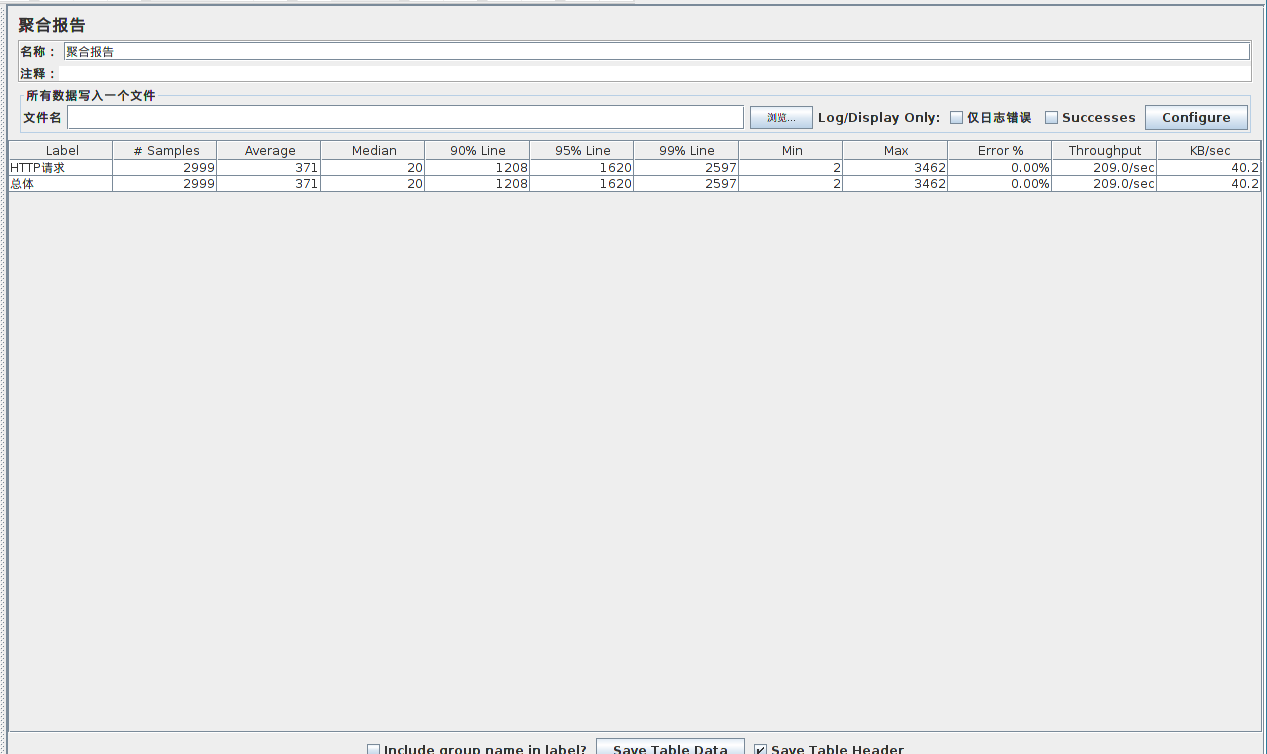 聚合报告
名称： 聚合报告
注释：
所有数据写入一个文件
文件名 浏览... Log/Display Only: 仅日志错误 Successes Configure
Label # Samples Average Median 90% Line 95% Line 99% Line Min Max Error % Throughput KB/sec
HTTP请求 2999 371 20 1208 1620 2597 2 3462 0.00% 209.0/sec 40.2
总体 2999 371 20 1208 1620 2597 2 3462 0.00% 209.0/sec 40.2
Include group name in label? Save Table Data Save Table Header